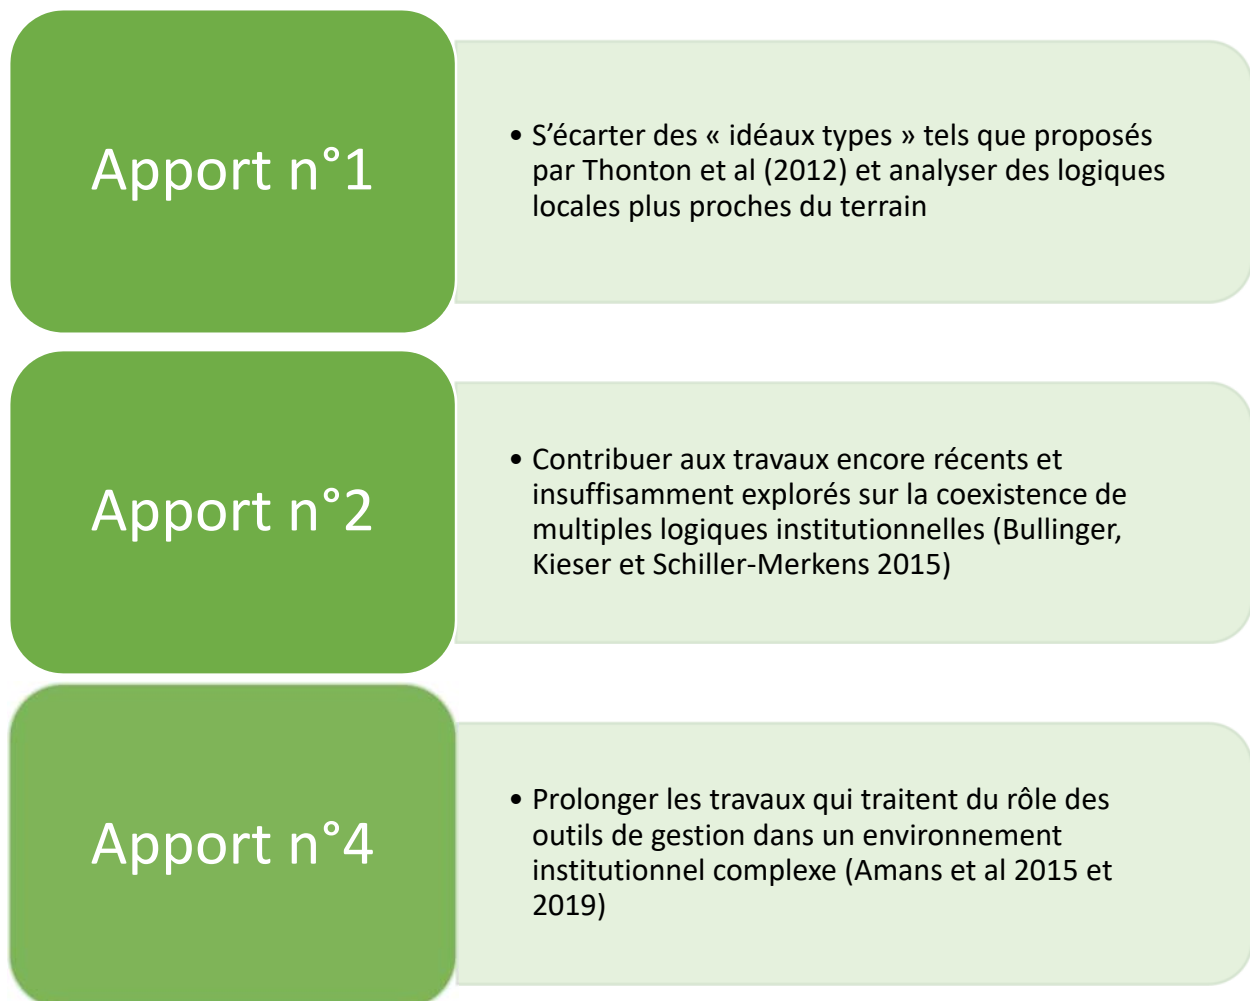 Apport n°1
• S’écarter des « idéaux types » tels que proposés
par Thonton et al (2012) et analyser des logiques
locales plus proches du terrain
Apport n°2
• Contribuer aux travaux encore récents et
insuffisamment explorés sur la coexistence de
multiples logiques institutionnelles (Bullinger,
Kieser et Schiller-Merkens 2015)
Apport n°4
• Prolonger les travaux qui traitent du rôle des
outils de gestion dans un environnement
institutionnel complexe (Amans et al 2015 et
2019)